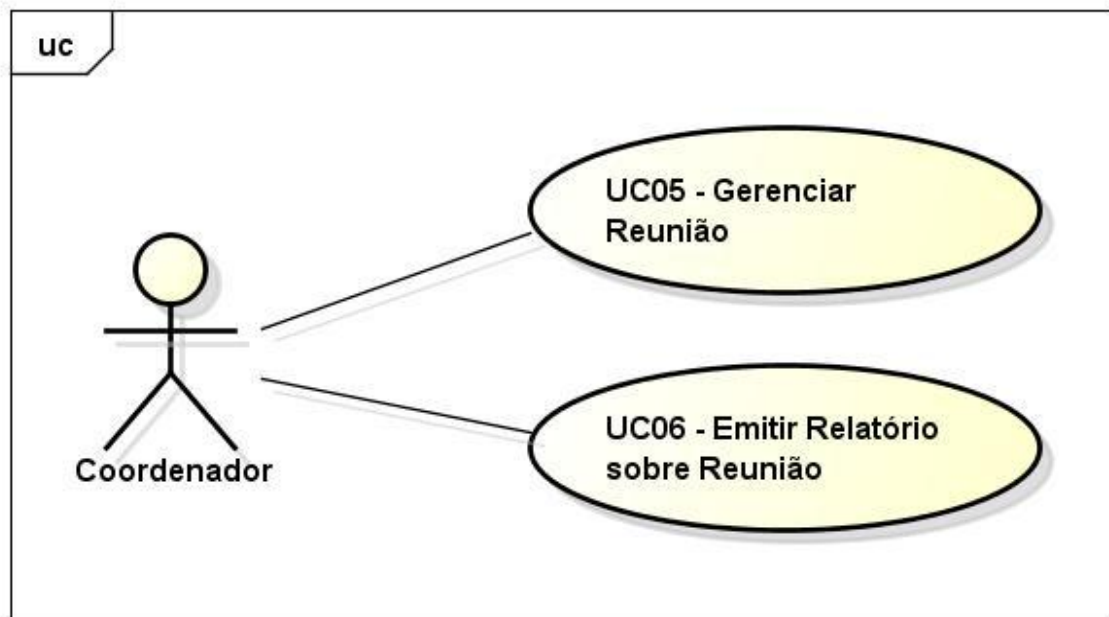 uc
UC05 - Gerenciar
Reunião
Coordenador
UC06 - Emitir Relatório
sobre Reunião